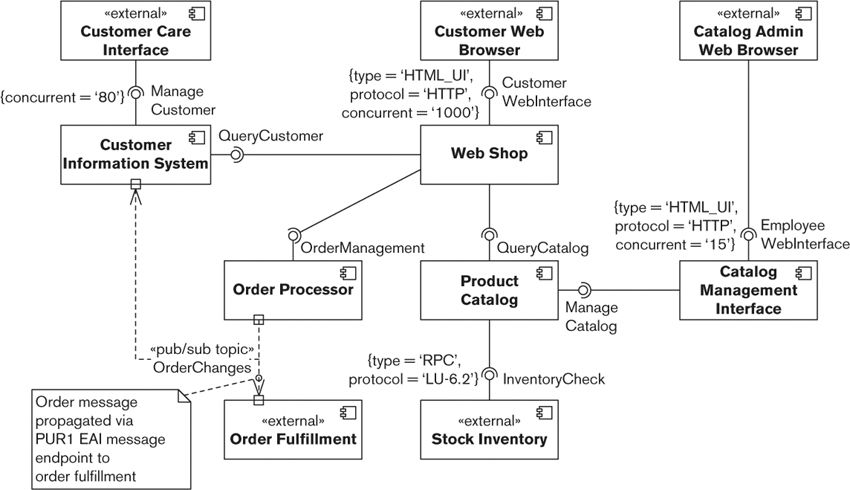 «external»
Customer Care
Interface
«external»
Customer Web
Browser
«external»
Catalog Admin
Web Browser
{concurrent = ‘80’}
Manage
Customer
{type = ‘HTML_UI’,
protocol = ‘HTTP’,
concurrent = ‘1000’}
Customer
WebInterface
Customer
Information System
QueryCustomer
Web Shop
{type = ‘HTML_UI’,
protocol = ‘HTTP’,
concurrent = ‘15’}
Employee
WebInterface
OrderManagement
QueryCatalog
Order Processor
Product
Catalog
Manage
Catalog
Catalog
Management
Interface
«pub/sub topic»
OrderChanges
{type = ‘RPC’,
protocol = ‘LU-6.2’}
InventoryCheck
Order message
propagated via
PUR1 EAI message
endpoint to
order fulfillment
«external»
Order Fulfillment
«external»
Stock Inventory